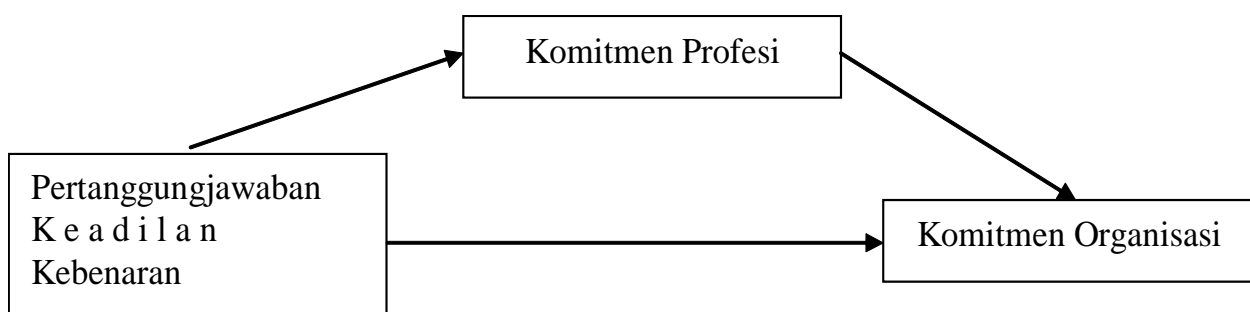 Komitmen Profesi
Pertanggungjawaban
K e a d i l a n
Kebenaran
Komitmen Organisasi